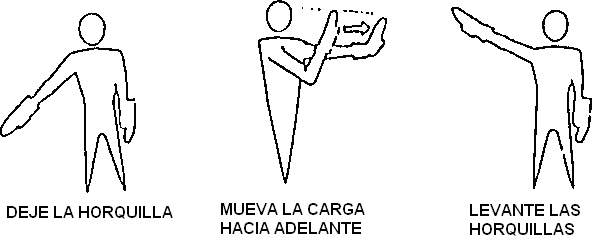 DEJE LA HORQUILLA
MUEVA LA CARGA
HACIA ADELANTE
LEVANTE LAS
HORQUILLAS